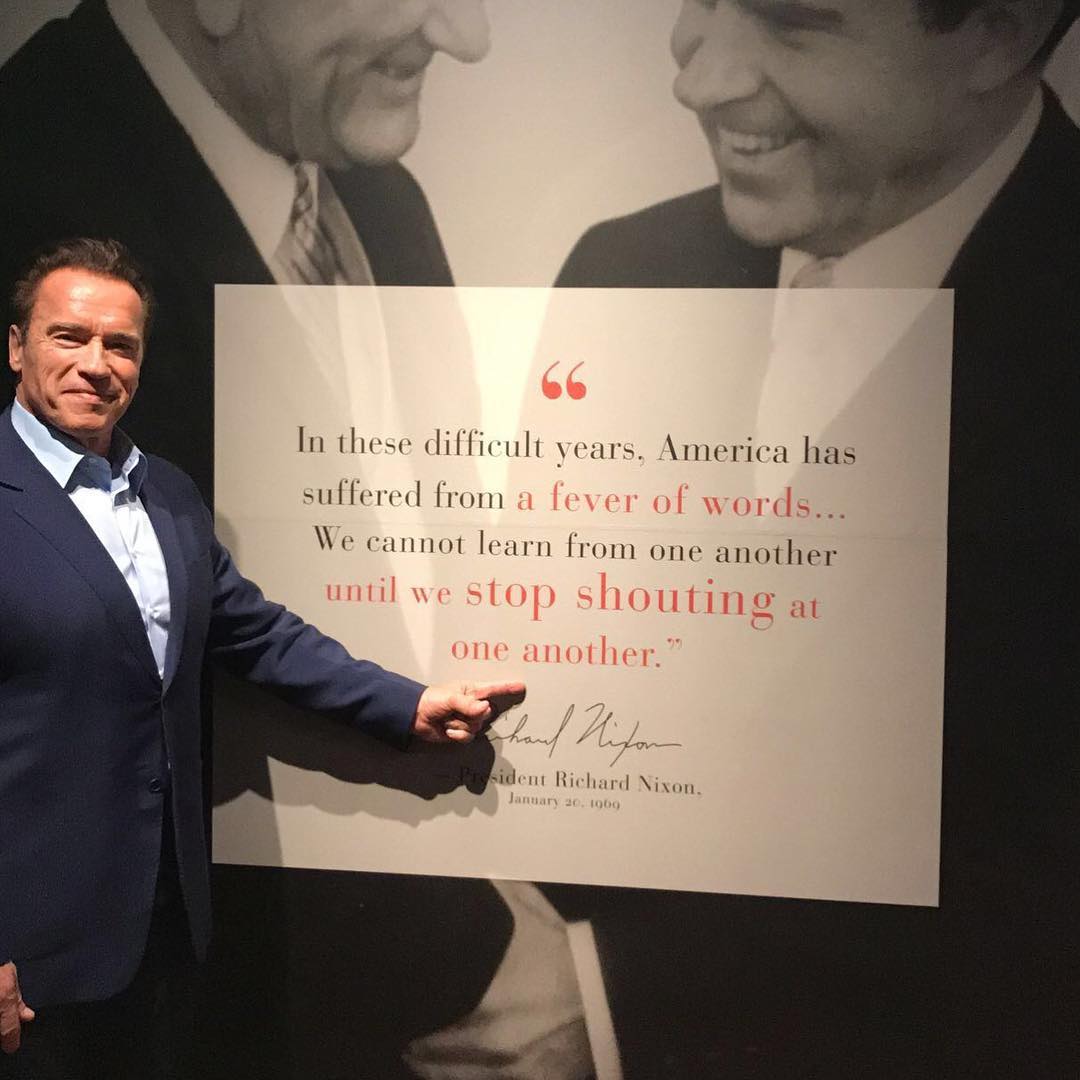 “
In these difficult years, America has
suffered from a fever of words...
We cannot learn from one another
until we stop shouting at
one another.”
Richard Nixon
— President Richard Nixon,
January 20, 1969